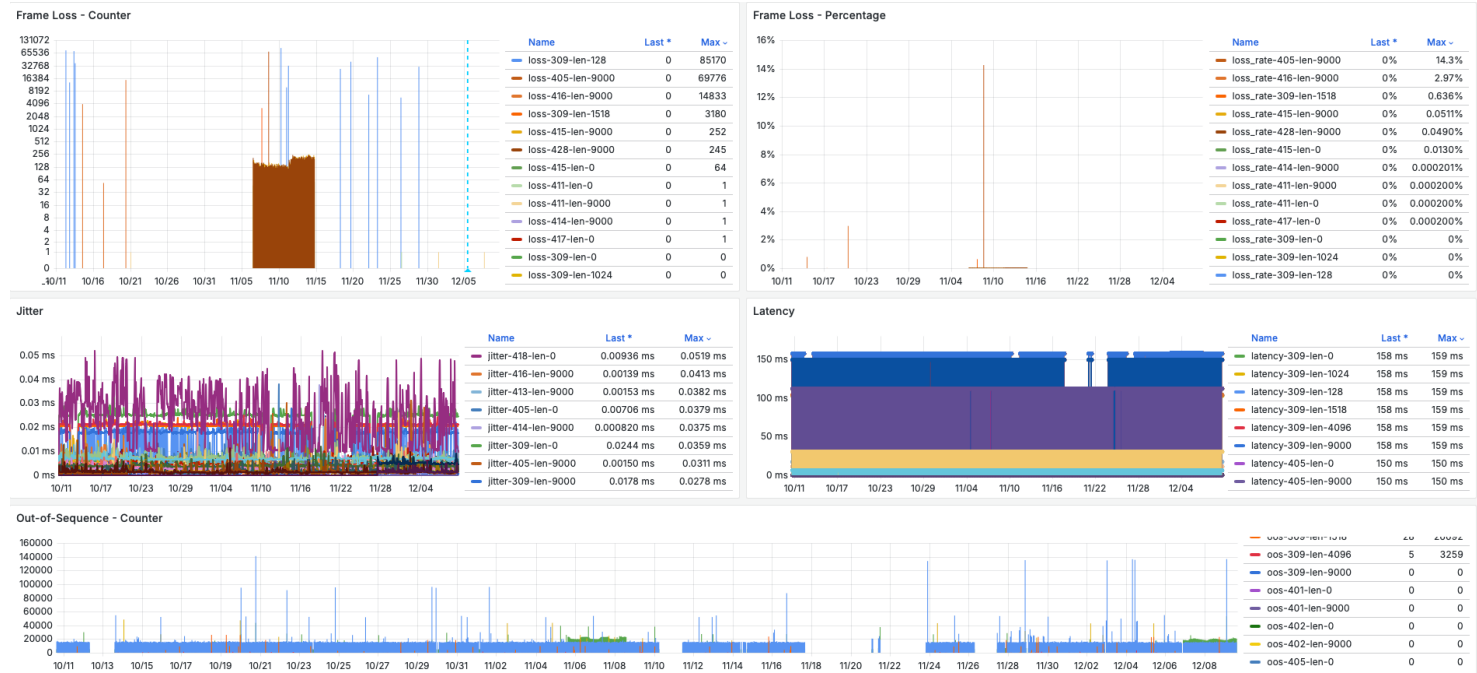 Frame Loss - Counter
131072
65536
32768
16384
8192
4096
2048
1024
512
256
128
64
32
16
8
4
2
1
0
10/11 10/16 10/21 10/26 10/31 11/05 11/10 11/15 11/20 11/25 11/30 12/05
Name Last * Max
loss-309-len-128 0 85170
loss-405-len-9000 0 69776
loss-416-len-9000 0 14833
loss-309-len-1518 0 3180
loss-415-len-9000 0 252
loss-428-len-9000 0 245
loss-415-len-0 0 64
loss-411-len-0 0 1
loss-411-len-9000 0 1
loss-414-len-9000 0 1
loss-417-len-0 0 1
loss-309-len-0 0 0
loss-309-len-1024 0 0
Frame Loss - Percentage
16%
14%
12%
10%
8%
6%
4%
2%
0%
10/11 10/17 10/23 10/29 11/04 11/10 11/16 11/22 11/28 12/04
Name Last * Max
loss_rate-405-len-9000 0% 14.3%
loss_rate-416-len-9000 0% 2.97%
loss_rate-309-len-1518 0% 0.636%
loss_rate-415-len-9000 0% 0.0511%
loss_rate-428-len-9000 0% 0.0490%
loss_rate-415-len-0 0% 0.0130%
loss_rate-414-len-9000 0% 0.000201%
loss_rate-411-len-9000 0% 0.000200%
loss_rate-411-len-0 0% 0.000200%
loss_rate-417-len-0 0% 0.000200%
loss_rate-309-len-0 0% 0%
loss_rate-309-len-1024 0% 0%
loss_rate-309-len-128 0% 0%
Jitter
0.05 ms
0.04 ms
0.03 ms
0.02 ms
0.01 ms
0 ms
10/11 10/17 10/23 10/29 11/04 11/10 11/16 11/22 11/28 12/04
Name Last * Max
jitter-418-len-0 0.00936 ms 0.0519 ms
jitter-416-len-9000 0.00139 ms 0.0413 ms
jitter-413-len-9000 0.00153 ms 0.0382 ms
jitter-405-len-0 0.00706 ms 0.0379 ms
jitter-414-len-9000 0.000820 ms 0.0375 ms
jitter-309-len-0 0.0244 ms 0.0359 ms
jitter-405-len-9000 0.00150 ms 0.0311 ms
jitter-309-len-9000 0.0178 ms 0.0278 ms
Latency
150 ms
100 ms
50 ms
0 ms
10/11 10/17 10/23 10/29 11/04 11/10 11/16 11/22 11/28 12/04
Name Last * Max
latency-309-len-0 158 ms 159 ms
latency-309-len-1024 158 ms 159 ms
latency-309-len-128 158 ms 159 ms
latency-309-len-1518 158 ms 159 ms
latency-309-len-4096 158 ms 159 ms
latency-309-len-9000 158 ms 159 ms
latency-405-len-0 150 ms 150 ms
latency-405-len-9000 150 ms 150 ms
Out-of-Sequence - Counter
160000
140000
120000
100000
80000
60000
40000
20000
0
10/11 10/13 10/15 10/17 10/19 10/21 10/23 10/25 10/27 10/29 10/31 11/02 11/04 11/06 11/08 11/10 11/12 11/14 11/16 11/18 11/20 11/22 11/24 11/26 11/28 11/30 12/02 12/04 12/06 12/08
oos-309-len-1518
oos-309-len-4096 5 3259
oos-309-len-9000 0 0
oos-401-len-0 0 0
oos-401-len-9000 0 0
oos-402-len-0 0 0
oos-402-len-9000 0 0
oos-405-len-0 0 0